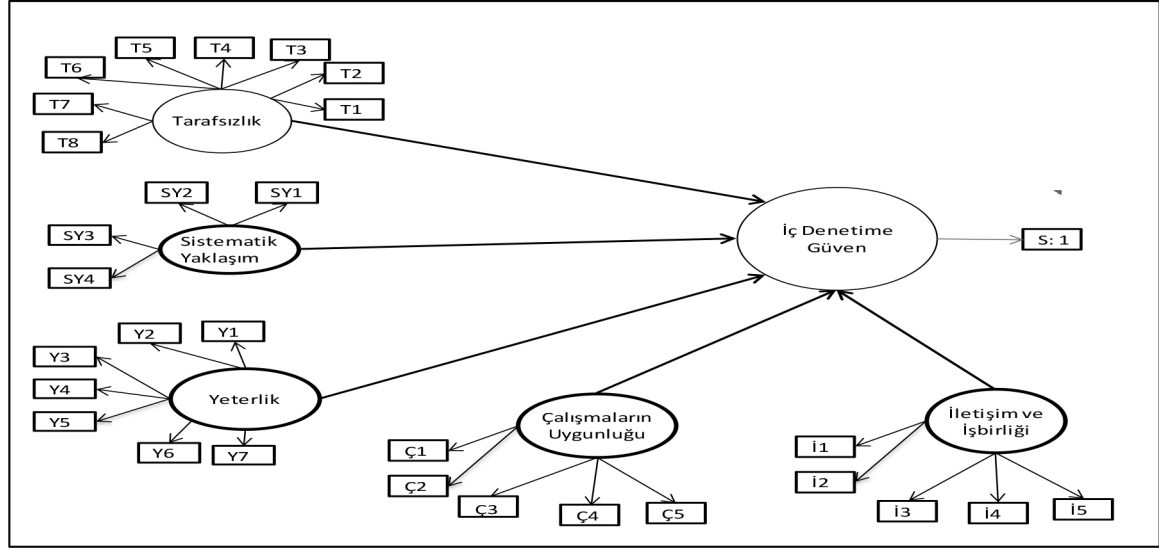 T5
T4
T3
T6
T2
T7
T1
T8
Tarafsızlık
SY2
SY1
SY3
SY4
Sistematik
Yaklaşım
İç Denetime
Güven
S: 1
Y2
Y1
Y3
Y4
Y5
Y6
Y7
Yeterlik
Çalışmaların
Uygunluğu
Ç1
Ç2
Ç3
Ç4
Ç5
İletişim ve
İşbirliği
İ1
İ2
İ3
İ4
İ5